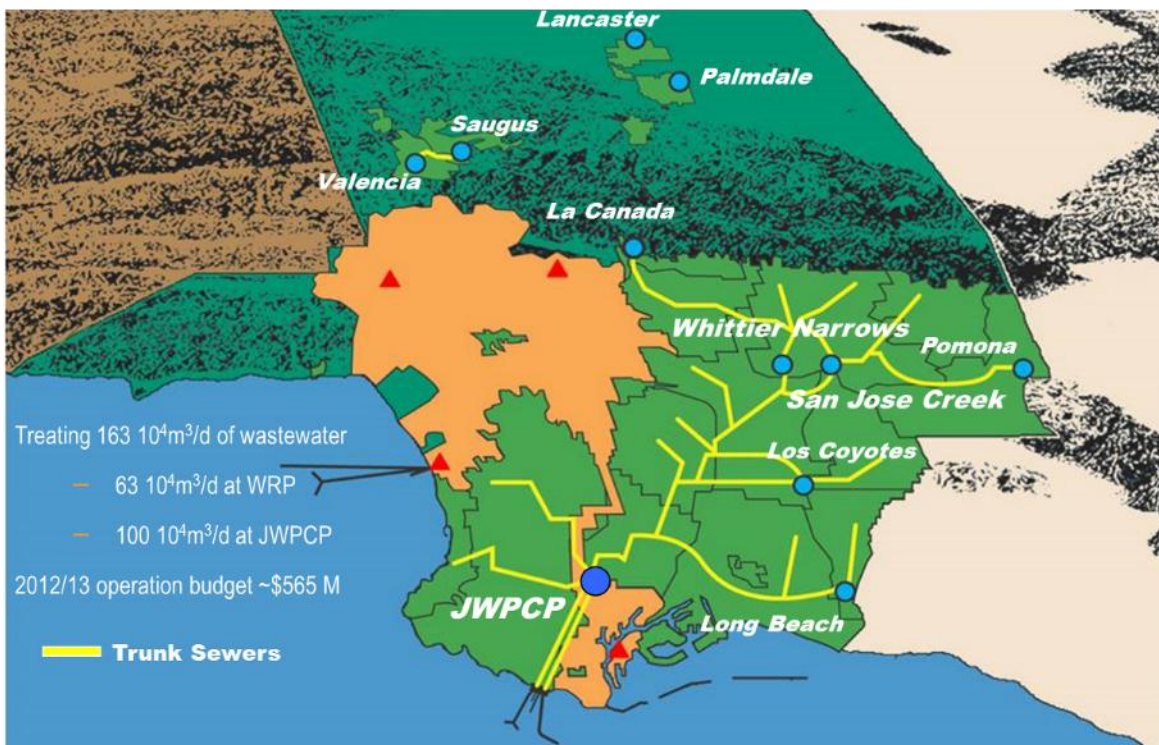 Lancaster
Palmdale
Saugus
Valencia
La Canada
Whittier Narrows
Pomona
San Jose Creek
Los Coyotes
Treating 163 10⁴m³/d of wastewater
– 63 10⁴m³/d at WRP
– 100 10⁴m³/d at JWPCP
2012/13 operation budget ~$565 M
JWPCP
Long Beach
Trunk Sewers